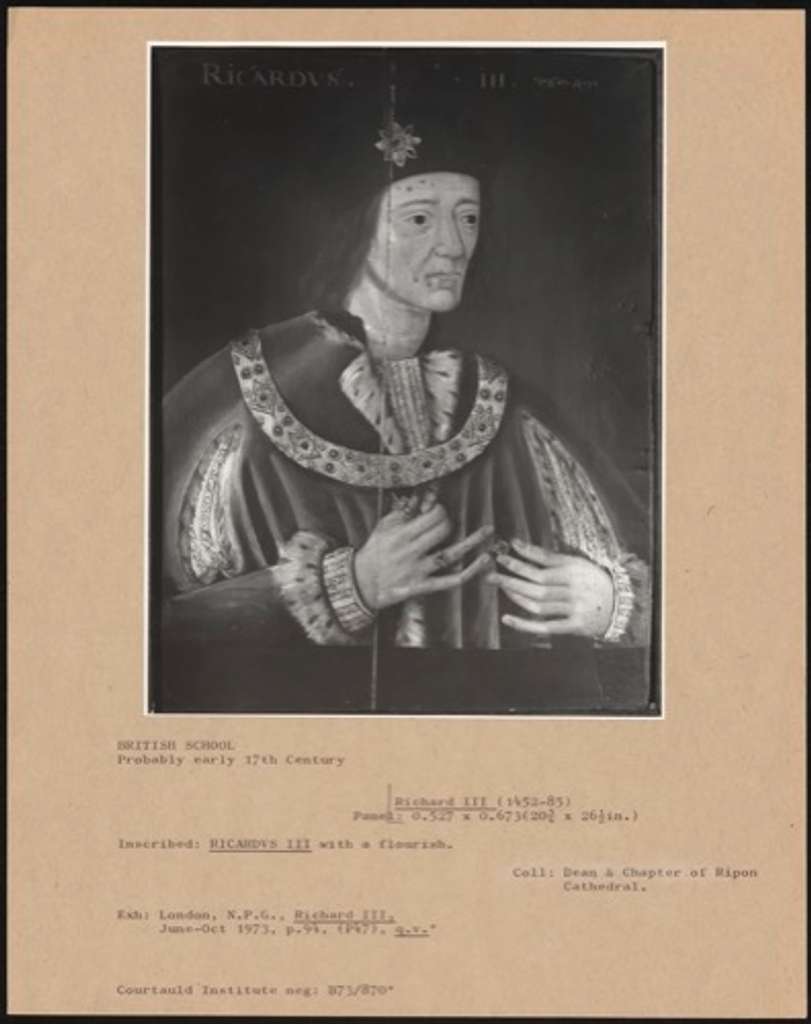 RICARDVS. III.
BRITISH SCHOOL
Probably early 17th Century
Richard III (1452-85)
Panel: 0.527 x 0.673(20¾ x 26½in.)
Inscribed: RICARDVS III with a flourish.
Coll: Dean & Chapter of Ripon
Cathedral.
Exh: London, N.P.G., Richard III,
June-Oct 1973, p.94, (P47), q.v.*
Courtauld Institute neg: B73/870*